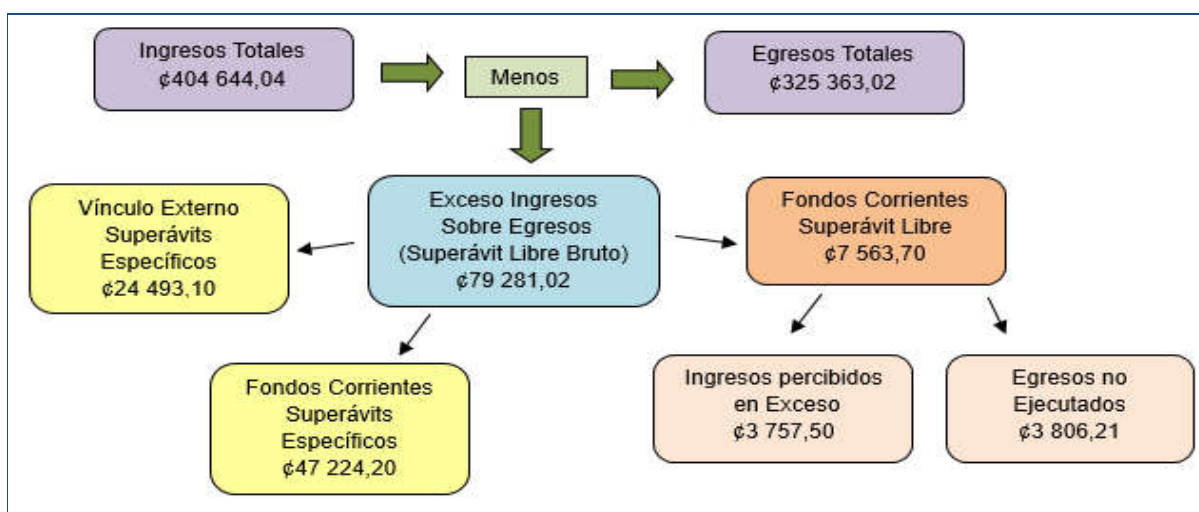 Ingresos Totales
¢404 644,04
Menos
Egresos Totales
¢325 363,02
Vínculo Externo
Superávits
Específicos
¢24 493,10
Exceso Ingresos
Sobre Egresos
(Superávit Libre Bruto)
¢79 281,02
Fondos Corrientes
Superávit Libre
¢7 563,70
Fondos Corrientes
Superávits
Específicos
¢47 224,20
Ingresos percibidos
en Exceso
¢3 757,50
Egresos no
Ejecutados
¢3 806,21